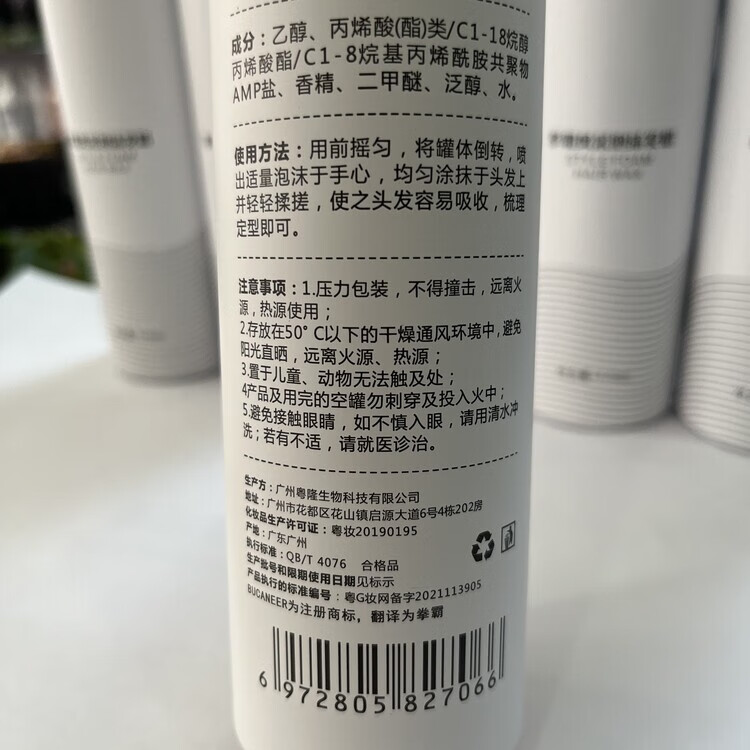 成分：乙醇、丙烯酸(酯)类/C1-18烷醇
丙烯酸酯/C1-8烷基丙烯酰胺共聚物
AMP盐、香精、二甲醚、泛醇、水。
使用方法：用前摇匀，将罐体倒转，喷
出适量泡沫于手心，均匀涂抹于头发上
并轻轻揉搓，使之头发容易吸收，梳理
定型即可。
注意事项：1.压力包装，不得撞击，远离火
源，热源使用；
2.存放在50°C以下的干燥通风环境中，避免
阳光直晒，远离火源、热源；
3.置于儿童、动物无法触及处；
4产品及用完的空罐勿刺穿及投入火中；
5.避免接触眼睛，如不慎入眼，请用清水冲
洗；若有不适，请就医诊治。
生产方：广州粤隆生物科技有限公司
地址：广州市花都区花山镇启源大道6号4栋202房
化妆品生产许可证：粤妆20190195
产地：广东广州
执行标准：QB/T 4076 合格品
生产批号和限期使用日期见标示
产品执行的标准编号：粤G妆网备字2021113905
BUCANEER为注册商标，翻译为拳霸
6 972805 827066